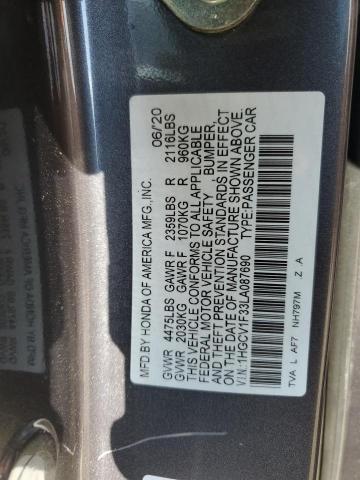 MFD BY HONDA OF AMERICA MFG., INC. 06/20
GVWR 4475LBS GAWR F 2359LBS R 2116LBS
GVWR 2030KG GAWR F 1070KG R 960KG
THIS VEHICLE CONFORMS TO ALL APPLICABLE
FEDERAL MOTOR VEHICLE SAFETY BUMPER,
AND THEFT PREVENTION STANDARDS IN EFFECT
ON THE DATE OF MANUFACTURE SHOWN ABOVE.
V.I.N.:1HGCV1F33LA087690 TYPE:PASSENGER CAR
TVA L AF7 NH797M Z A